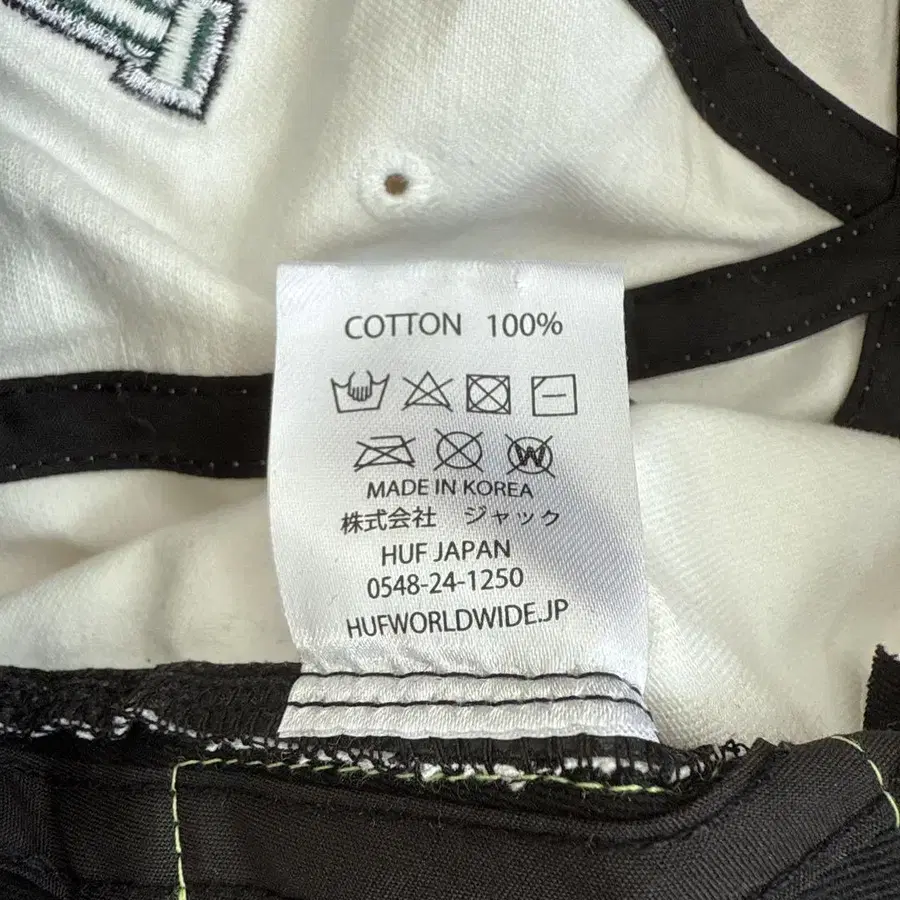 COTTON 100%
W
MADE IN KOREA
株式会社 ジャック
HUF JAPAN
0548-24-1250
HUFWORLDWIDE.JP